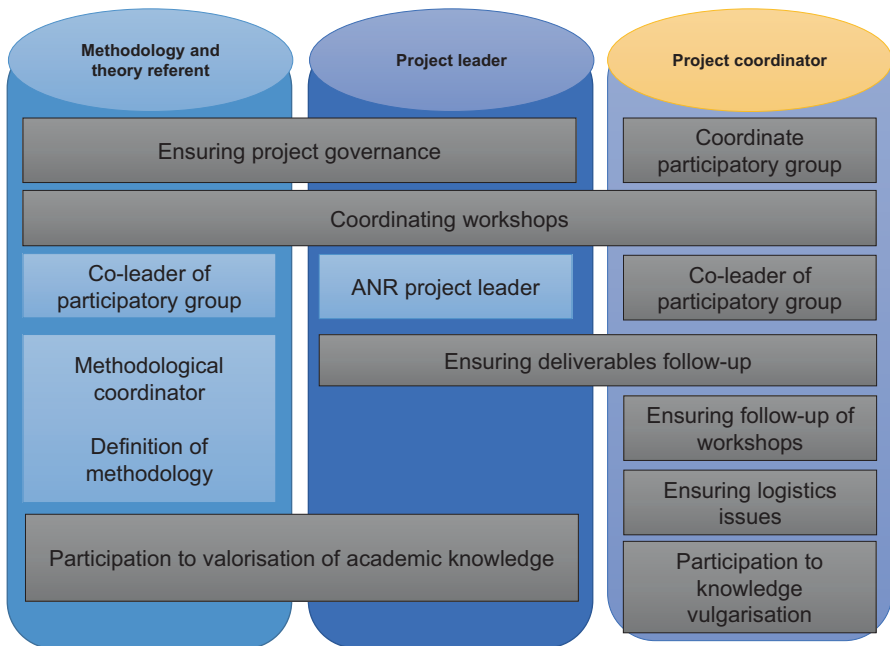 Methodology and
theory referent
Project leader
Project coordinator
Ensuring project governance
Coordinate
participatory group
Coordinating workshops
Co-leader of
participatory group
ANR project leader
Co-leader of
participatory group
Ensuring deliverables follow-up
Methodological
coordinator
Definition of
methodology
Ensuring follow-up of
workshops
Ensuring logistics
issues
Participation to valorisation of academic knowledge
Participation to
knowledge
vulgarisation